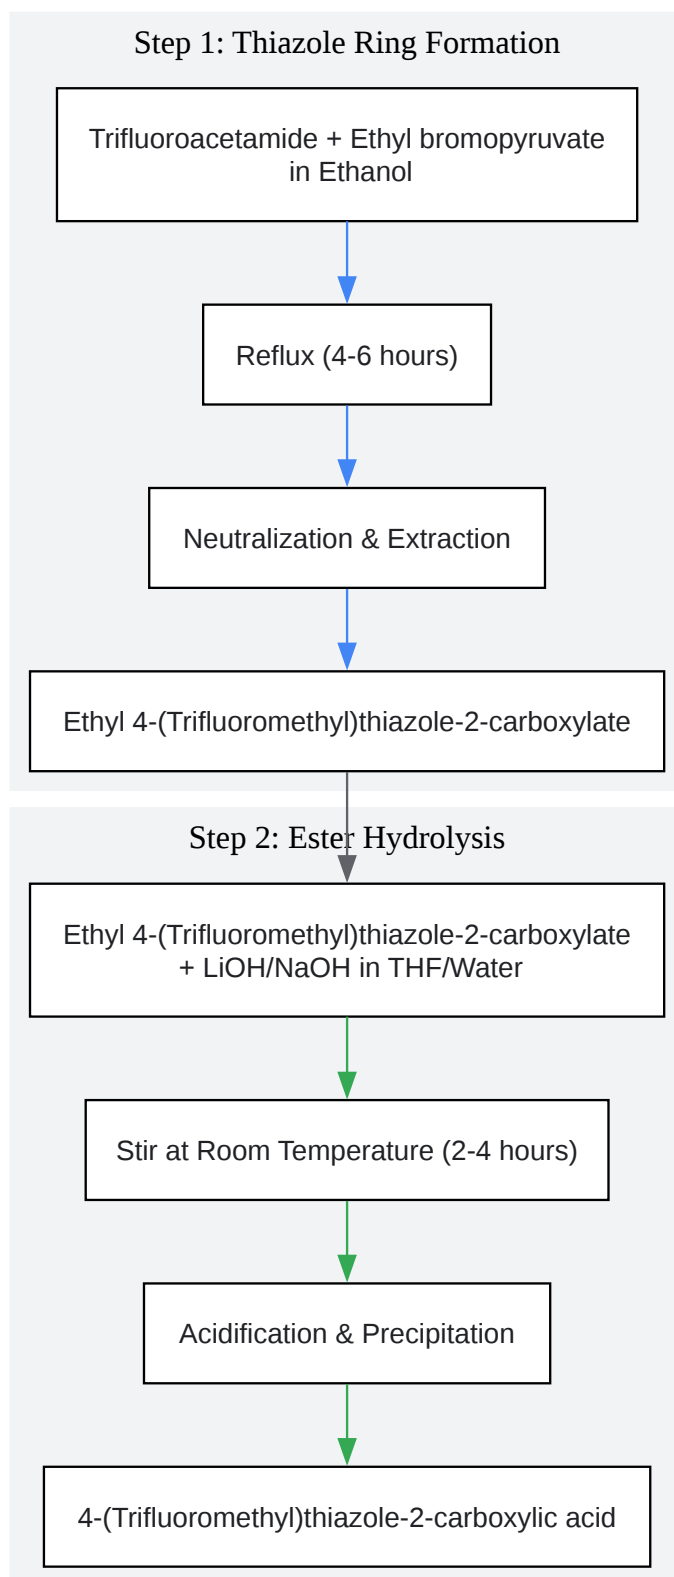 Step 1: Thiazole Ring Formation
Trifluoroacetamide + Ethyl bromopyruvate
in Ethanol
Reflux (4-6 hours)
Neutralization & Extraction
Ethyl 4-(Trifluoromethyl)thiazole-2-carboxylate
Step 2: Ester Hydrolysis
Ethyl 4-(Trifluoromethyl)thiazole-2-carboxylate
+ LiOH/NaOH in THF/Water
Stir at Room Temperature (2-4 hours)
Acidification & Precipitation
4-(Trifluoromethyl)thiazole-2-carboxylic acid